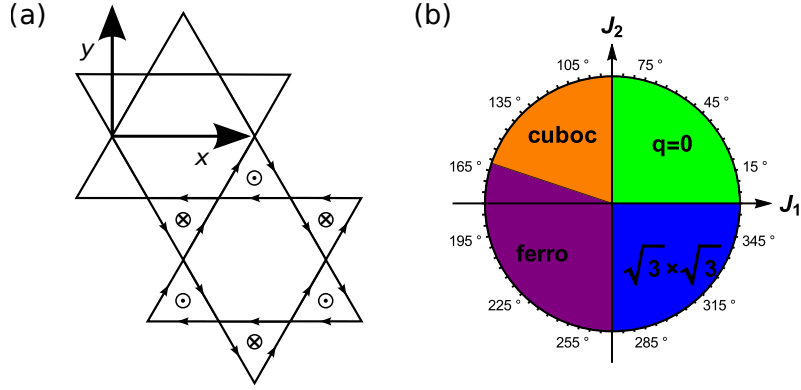 (a)
y
x
(b)
J₂
105 °
75 °
135 °
45 °
cuboc
q=0
165 °
15 °
J₁
195 °
345 °
ferro
√3 × √3
225 °
315 °
255 °
285 °